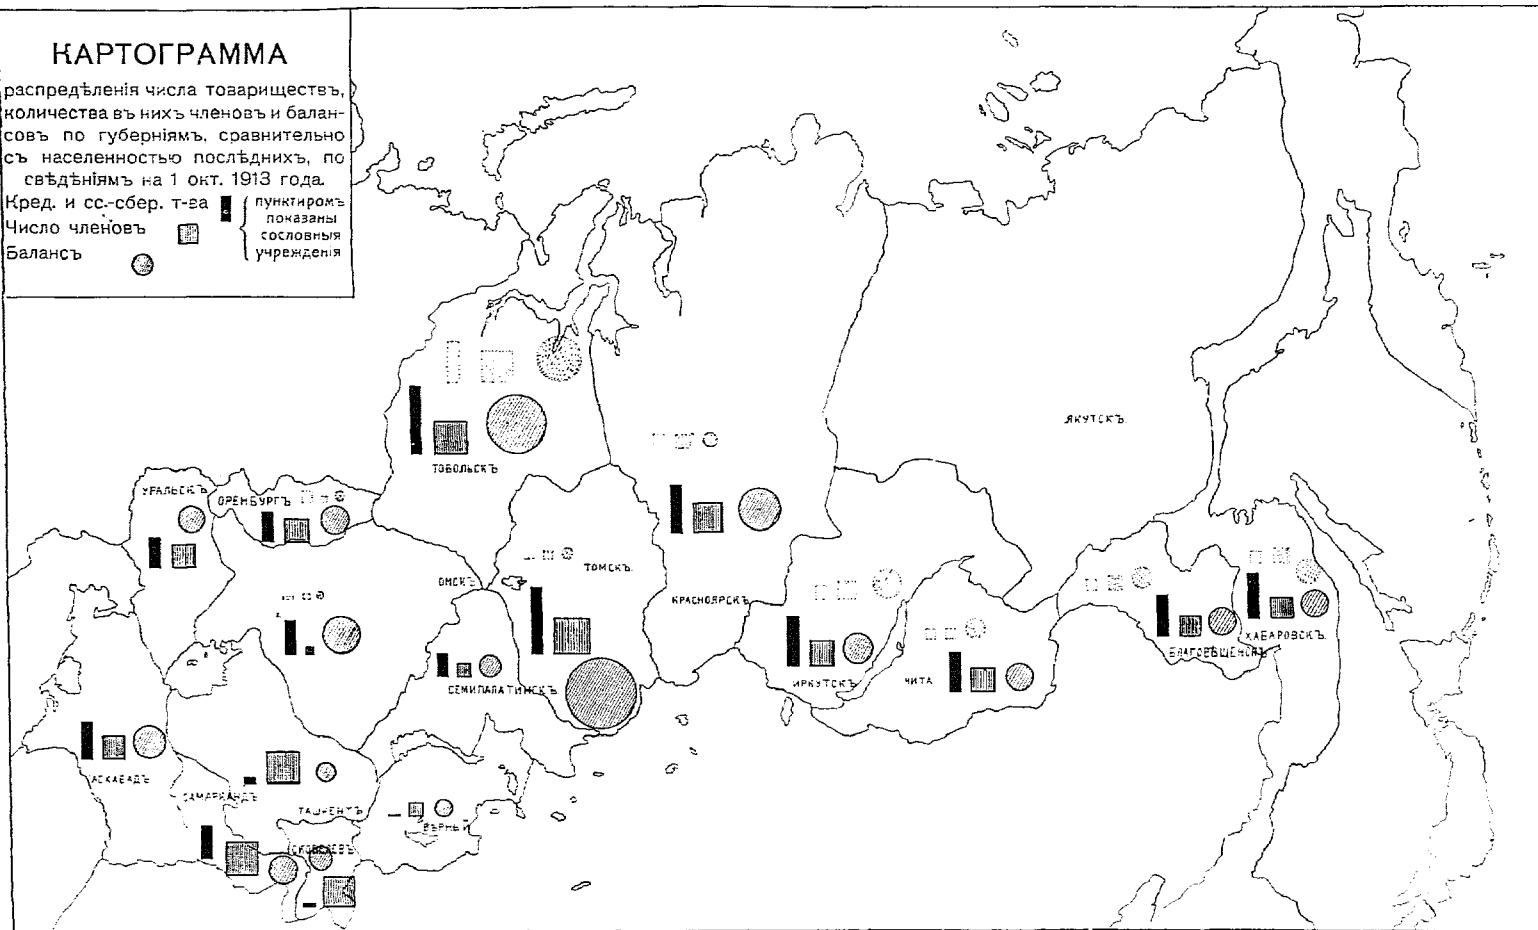 КАРТОГРАММА
распредѣленія числа товариществъ,
количества въ нихъ членовъ и балан-
совъ по губерніямъ, сравнительно
съ населенностью послѣднихъ, по
свѣдѣніямъ на 1 окт. 1913 года.
Кред. и сс.-сбер. т-ва
Число членовъ
Балансъ
пунктиромъ
показаны
сословныя
учрежденія
ЯКУТСКЪ
ТОБОЛЬСКЪ
УРАЛЬСКЪ
ОРЕНБУРГЪ
ОМСКЪ
ТОМСКЪ
КРАСНОЯРСКЪ
ХАБАРОВСКЪ
БЛАГОВѢЩЕНСКЪ
ИРКУТСКЪ
ЧИТА
СЕМИПАЛАТИНСКЪ
АСХАБАДЪ
САМАРКАНДЪ
ТАШКЕНТЪ
ВѢРНЫЙ
СКОБЕЛЕВЪ